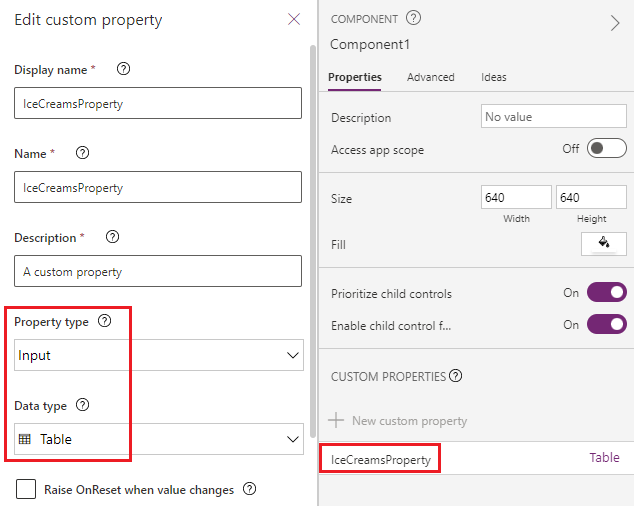 Edit custom property
Display name *
IceCreamsProperty
Name *
IceCreamsProperty
Description *
A custom property
Property type
Input
Data type
Table
Raise OnReset when value changes
COMPONENT
Component1
Properties Advanced Ideas
Description No value
Access app scope Off
Size 640 640
Width Height
Fill
Prioritize child controls On
Enable child control f... On
CUSTOM PROPERTIES
New custom property
IceCreamsProperty Table